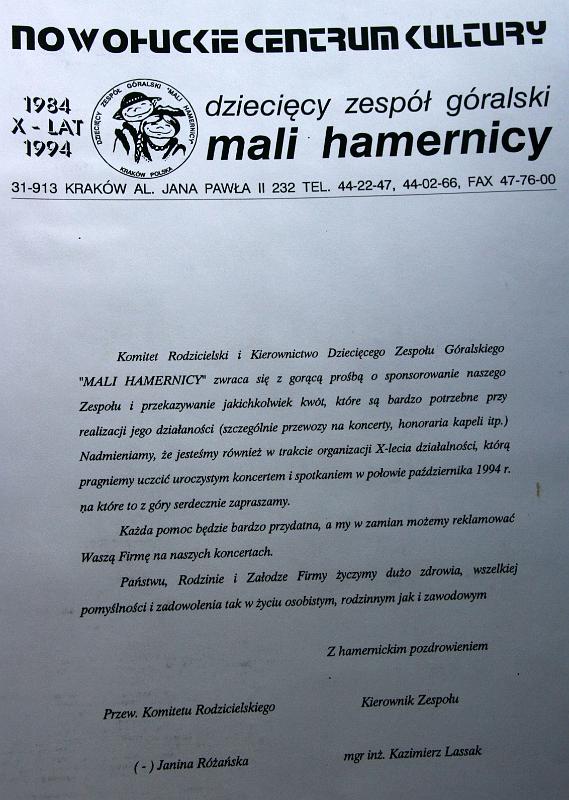 NOWOHUCKIE CENTRUM KULTURY
1984
X - LAT
1994
DZIECIĘCY ZESPÓŁ GÓRALSKI "MALI HAMERNICY"
KRAKÓW POLSKA
dziecięcy zespół góralski
mali hamernicy
31-913 KRAKÓW AL. JANA PAWŁA II 232 TEL. 44-22-47, 44-02-66, FAX 47-76-00
Komitet Rodzicielski i Kierownictwo Dziecięcego Zespołu Góralskiego
"MALI HAMERNICY" zwraca się z gorącą prośbą o sponsorowanie naszego
Zespołu i przekazywanie jakichkolwiek kwót, które są bardzo potrzebne przy
realizacji jego działaności (szczególnie przewozy na koncerty, honoraria kapeli itp.)
Nadmieniamy, że jesteśmy również w trakcie organizacji X-lecia działalności, którą
pragniemy uczcić uroczystym koncertem i spotkaniem w połowie października 1994 r.
na które to z góry serdecznie zapraszamy.
Każda pomoc będzie bardzo przydatna, a my w zamian możemy reklamować
Waszą Firmę na naszych koncertach.
Państwu, Rodzinie i Załodze Firmy życzymy dużo zdrowia, wszelkiej
pomyślności i zadowolenia tak w życiu osobistym, rodzinnym jak i zawodowym
Z hamernickim pozdrowieniem
Przew. Komitetu Rodzicielskiego
Kierownik Zespołu
( - ) Janina Różańska
mgr inż. Kazimierz Lassak